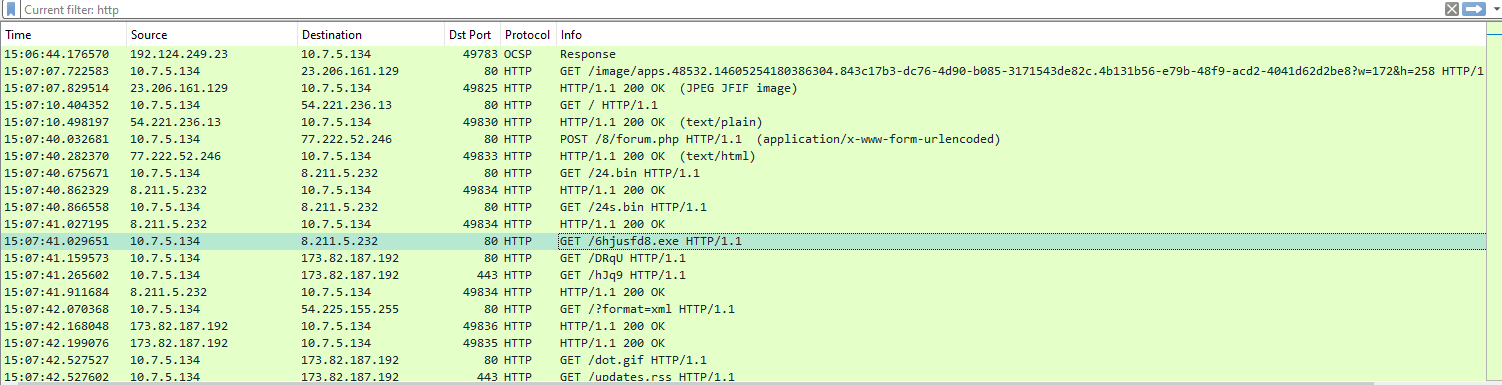 Current filter: http
Time Source Destination Dst Port Protocol Info
15:06:44.176570 192.124.249.23 10.7.5.134 49783 OCSP Response
15:07:07.722583 10.7.5.134 23.206.161.129 80 HTTP GET /image/apps.48532.14605254180386304.843c17b3-dc76-4d90-b085-3171543de82c.4b131b56-e79b-48f9-acd2-4041d62d2be8?w=172&h=258 HTTP/1
15:07:07.829514 23.206.161.129 10.7.5.134 49825 HTTP HTTP/1.1 200 OK (JPEG JFIF image)
15:07:10.404352 10.7.5.134 54.221.236.13 80 HTTP GET / HTTP/1.1
15:07:10.498197 54.221.236.13 10.7.5.134 49830 HTTP HTTP/1.1 200 OK (text/plain)
15:07:40.032681 10.7.5.134 77.222.52.246 80 HTTP POST /8/forum.php HTTP/1.1 (application/x-www-form-urlencoded)
15:07:40.282370 77.222.52.246 10.7.5.134 49833 HTTP HTTP/1.1 200 OK (text/html)
15:07:40.675671 10.7.5.134 8.211.5.232 80 HTTP GET /24.bin HTTP/1.1
15:07:40.862329 8.211.5.232 10.7.5.134 49834 HTTP HTTP/1.1 200 OK
15:07:40.866558 10.7.5.134 8.211.5.232 80 HTTP GET /24s.bin HTTP/1.1
15:07:41.027195 8.211.5.232 10.7.5.134 49834 HTTP HTTP/1.1 200 OK
15:07:41.029651 10.7.5.134 8.211.5.232 80 HTTP GET /6hjusfd8.exe HTTP/1.1
15:07:41.159573 10.7.5.134 173.82.187.192 80 HTTP GET /DRqU HTTP/1.1
15:07:41.265602 10.7.5.134 173.82.187.192 443 HTTP GET /hJq9 HTTP/1.1
15:07:41.911684 8.211.5.232 10.7.5.134 49834 HTTP HTTP/1.1 200 OK
15:07:42.070368 10.7.5.134 54.225.155.255 80 HTTP GET /?format=xml HTTP/1.1
15:07:42.168048 173.82.187.192 10.7.5.134 49836 HTTP HTTP/1.1 200 OK
15:07:42.199076 173.82.187.192 10.7.5.134 49835 HTTP HTTP/1.1 200 OK
15:07:42.527527 10.7.5.134 173.82.187.192 80 HTTP GET /dot.gif HTTP/1.1
15:07:42.527602 10.7.5.134 173.82.187.192 443 HTTP GET /updates.rss HTTP/1.1